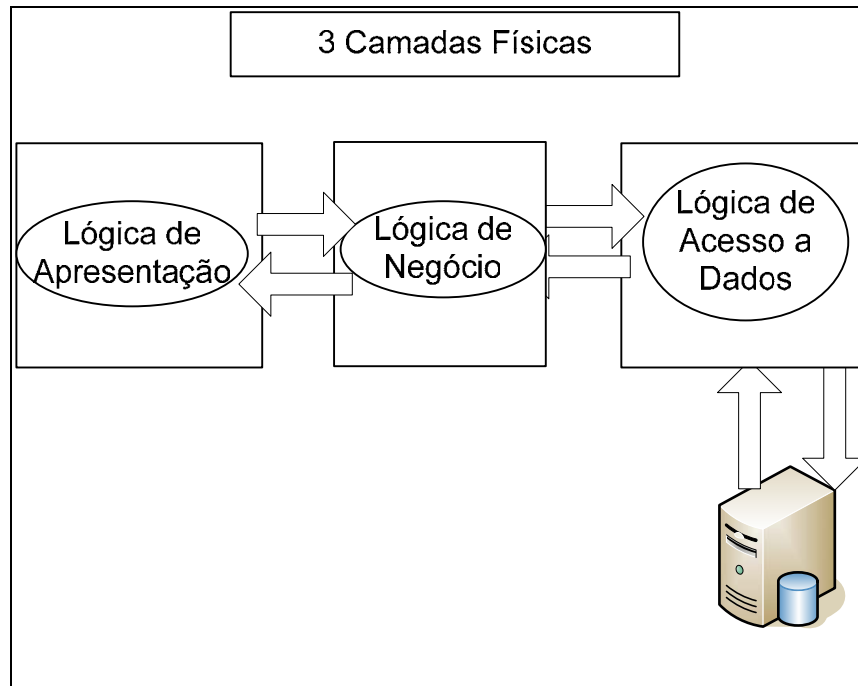 3 Camadas Físicas
Lógica de
Apresentação
Lógica de
Negócio
Lógica de
Acesso a
Dados